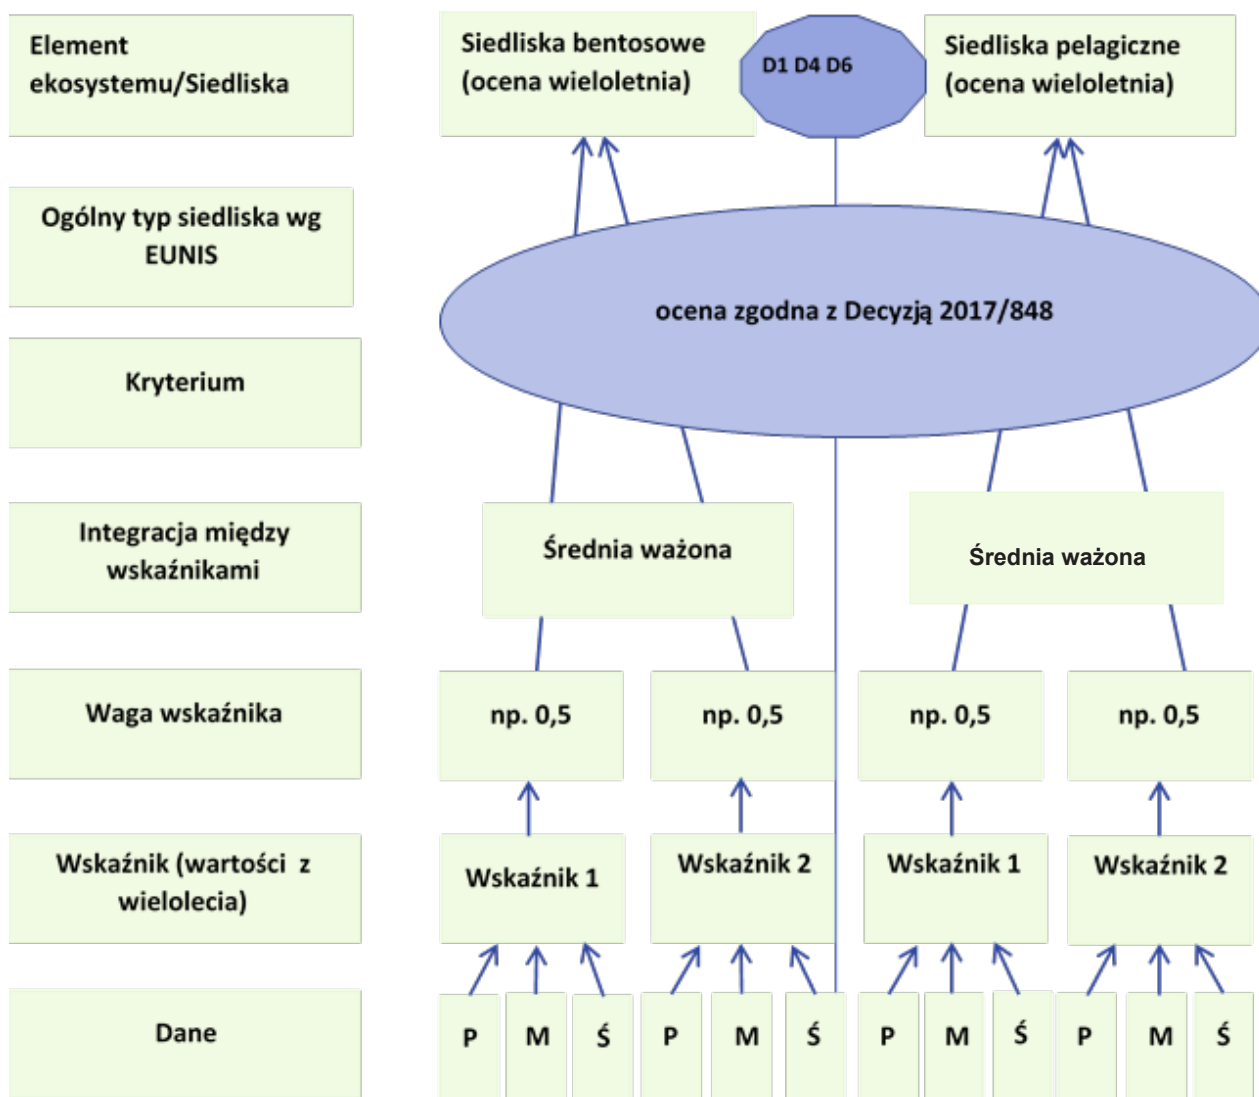 Element
ekosystemu/Siedliska
Siedliska bentosowe
(ocena wieloletnia)
D1 D4 D6
Siedliska pelagiczne
(ocena wieloletnia)
Ogólny typ siedliska wg
EUNIS
ocena zgodna z Decyzją 2017/848
Kryterium
Integracja między
wskaźnikami
Średnia ważona
Średnia ważona
Waga wskaźnika
np. 0,5
np. 0,5
np. 0,5
np. 0,5
Wskaźnik (wartości z
wielolecia)
Wskaźnik 1
Wskaźnik 2
Wskaźnik 1
Wskaźnik 2
Dane
P
M
Ś
P
M
Ś
P
M
Ś
P
M
Ś